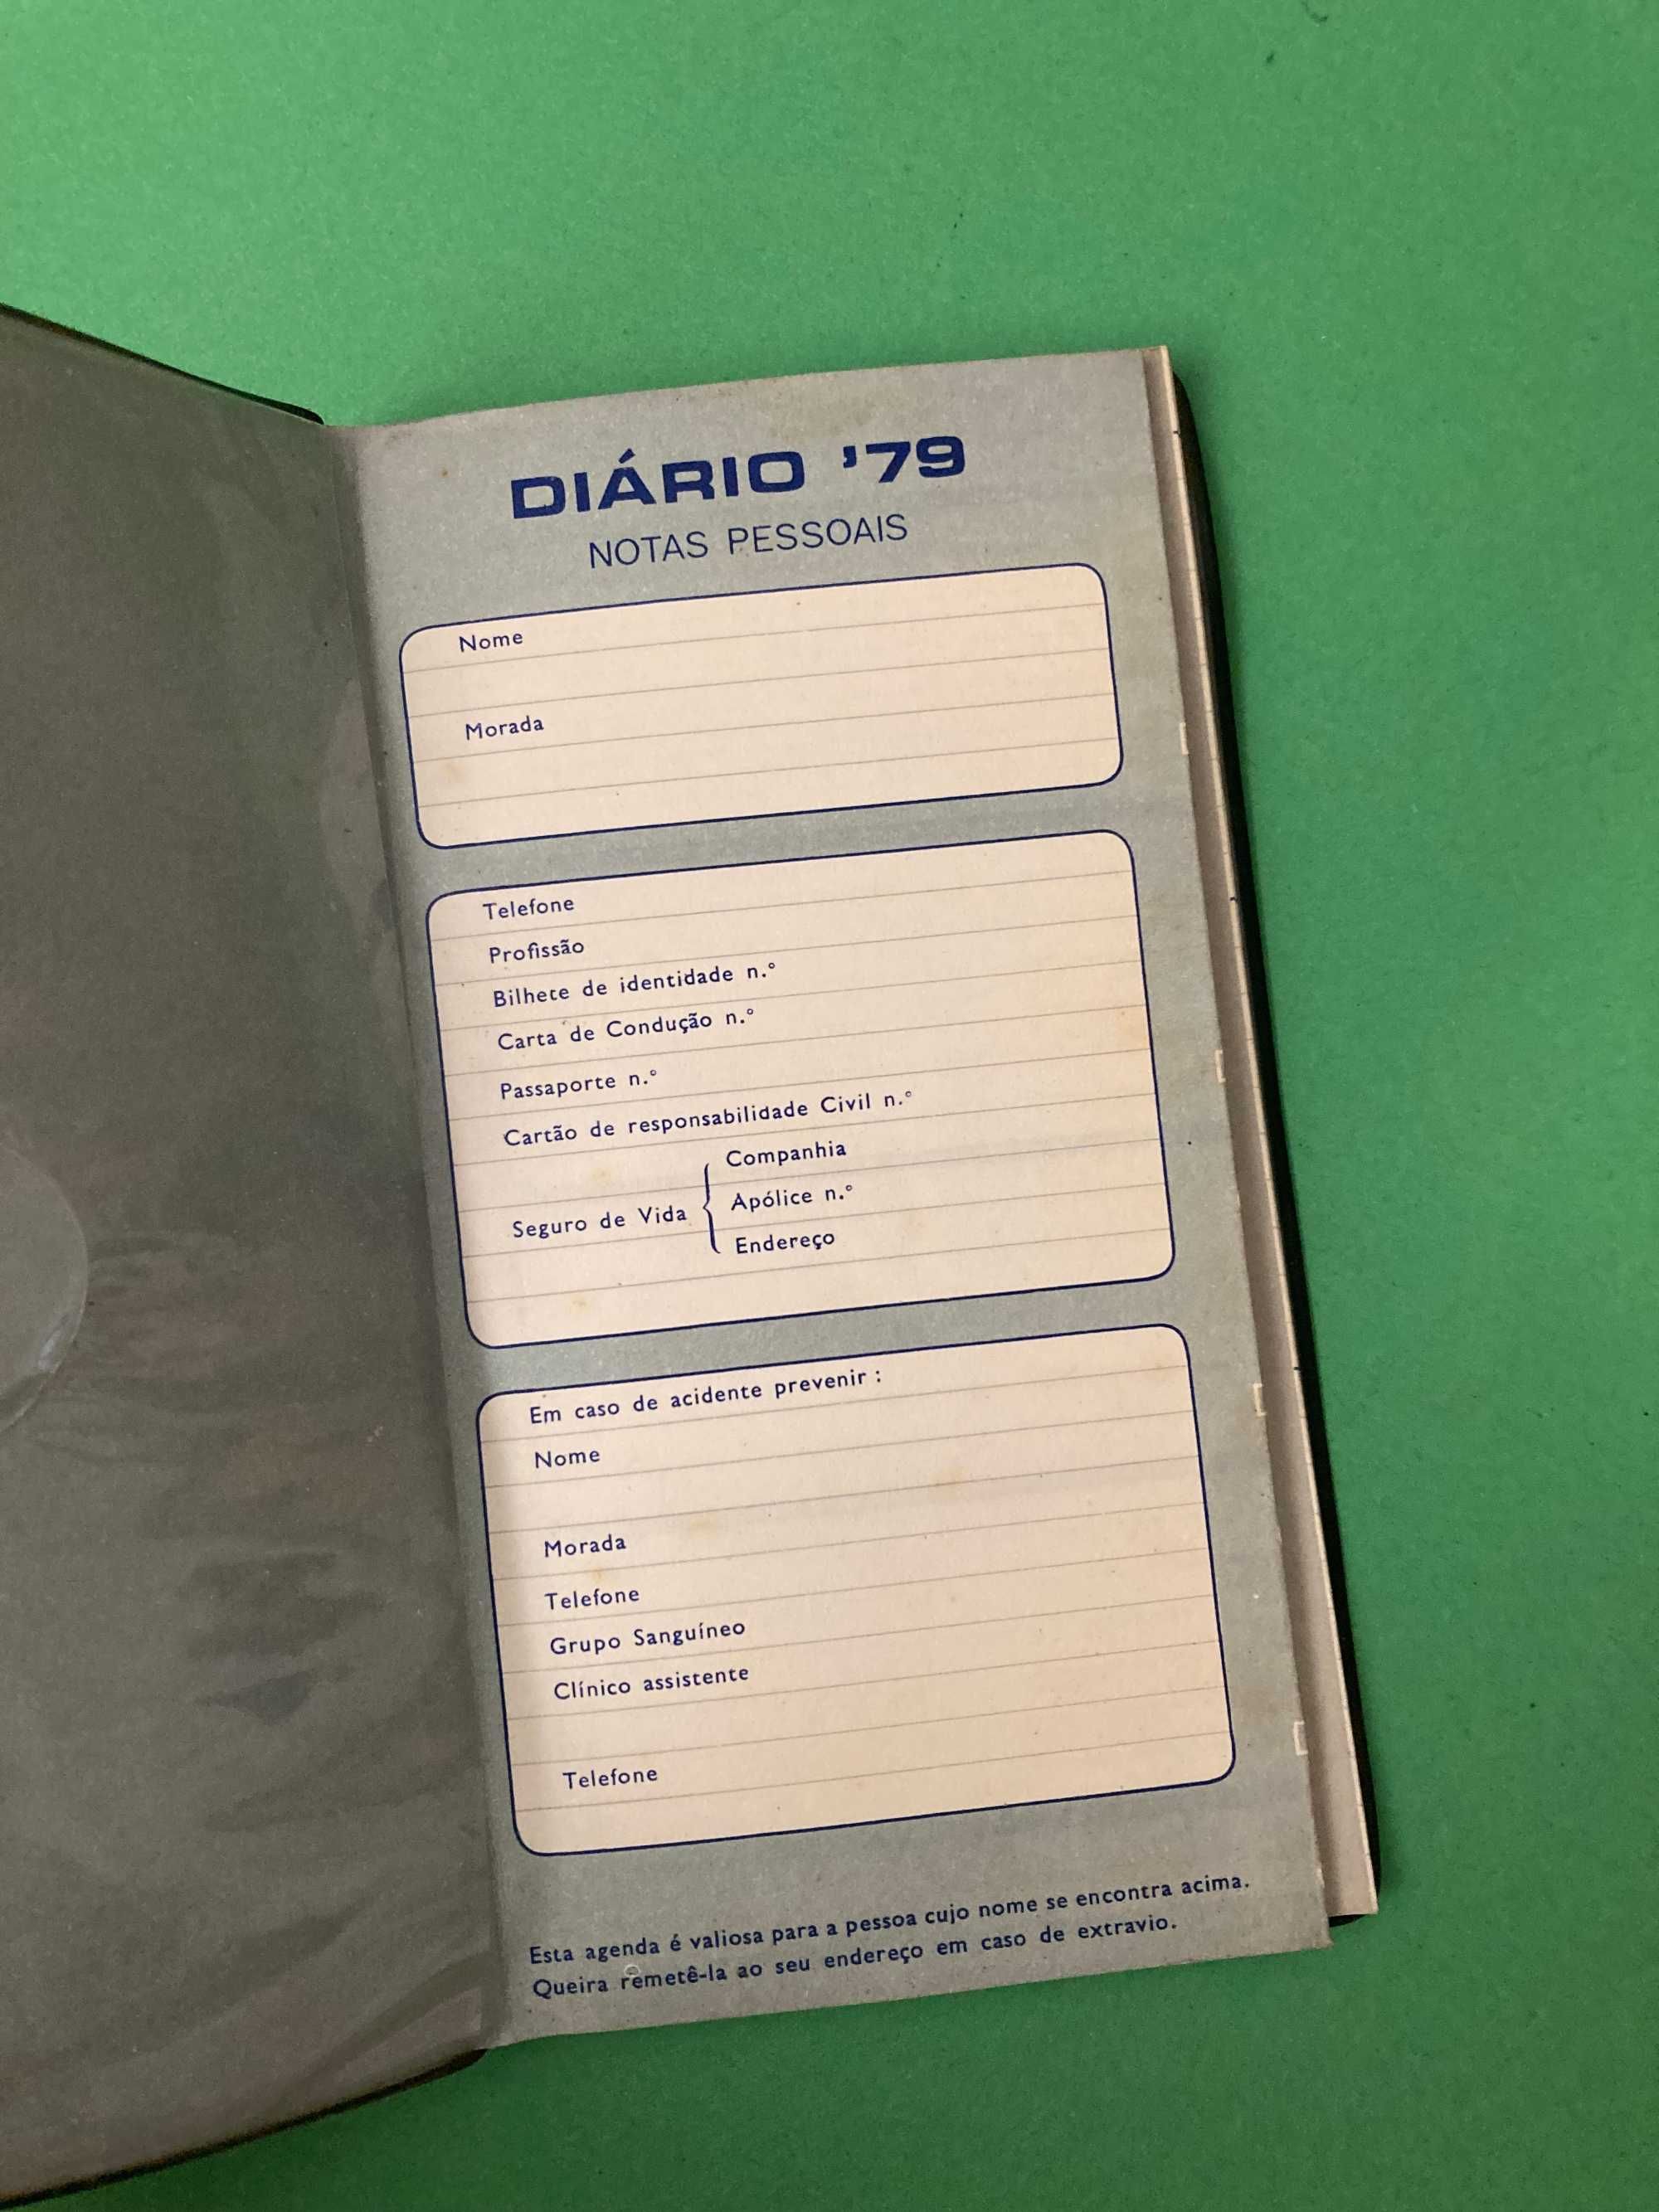 DIÁRIO '79
NOTAS PESSOAIS
Nome
Morada
Telefone
Profissão
Bilhete de identidade n.º
Carta de Condução n.º
Passaporte n.º
Cartão de responsabilidade Civil n.º
Companhia
Seguro de Vida { Apólice n.º
Endereço
Em caso de acidente prevenir :
Nome
Morada
Telefone
Grupo Sanguíneo
Clínico assistente
Telefone
Esta agenda é valiosa para a pessoa cujo nome se encontra acima.
Queira remetê-la ao seu endereço em caso de extravio.